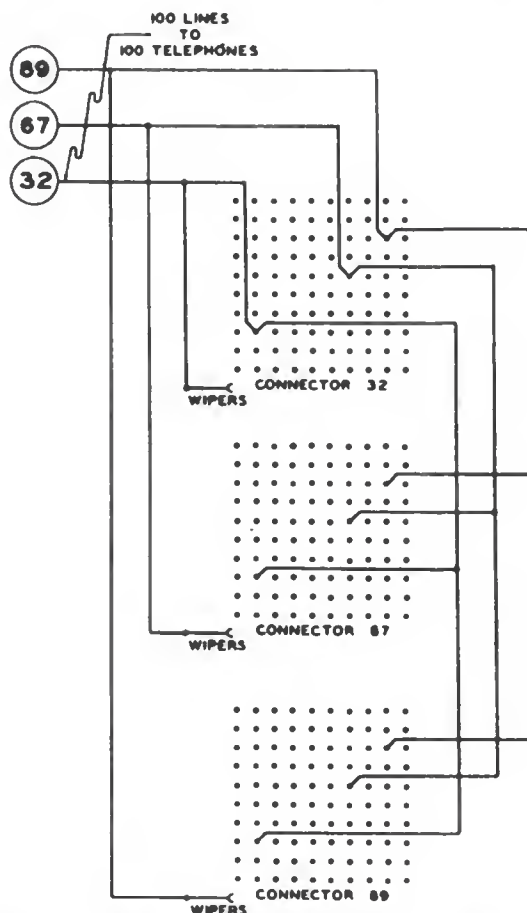 100 LINES
TO
100 TELEPHONES
89
67
32
WIPERS
CONNECTOR 32
WIPERS
CONNECTOR 67
WIPERS
CONNECTOR 89